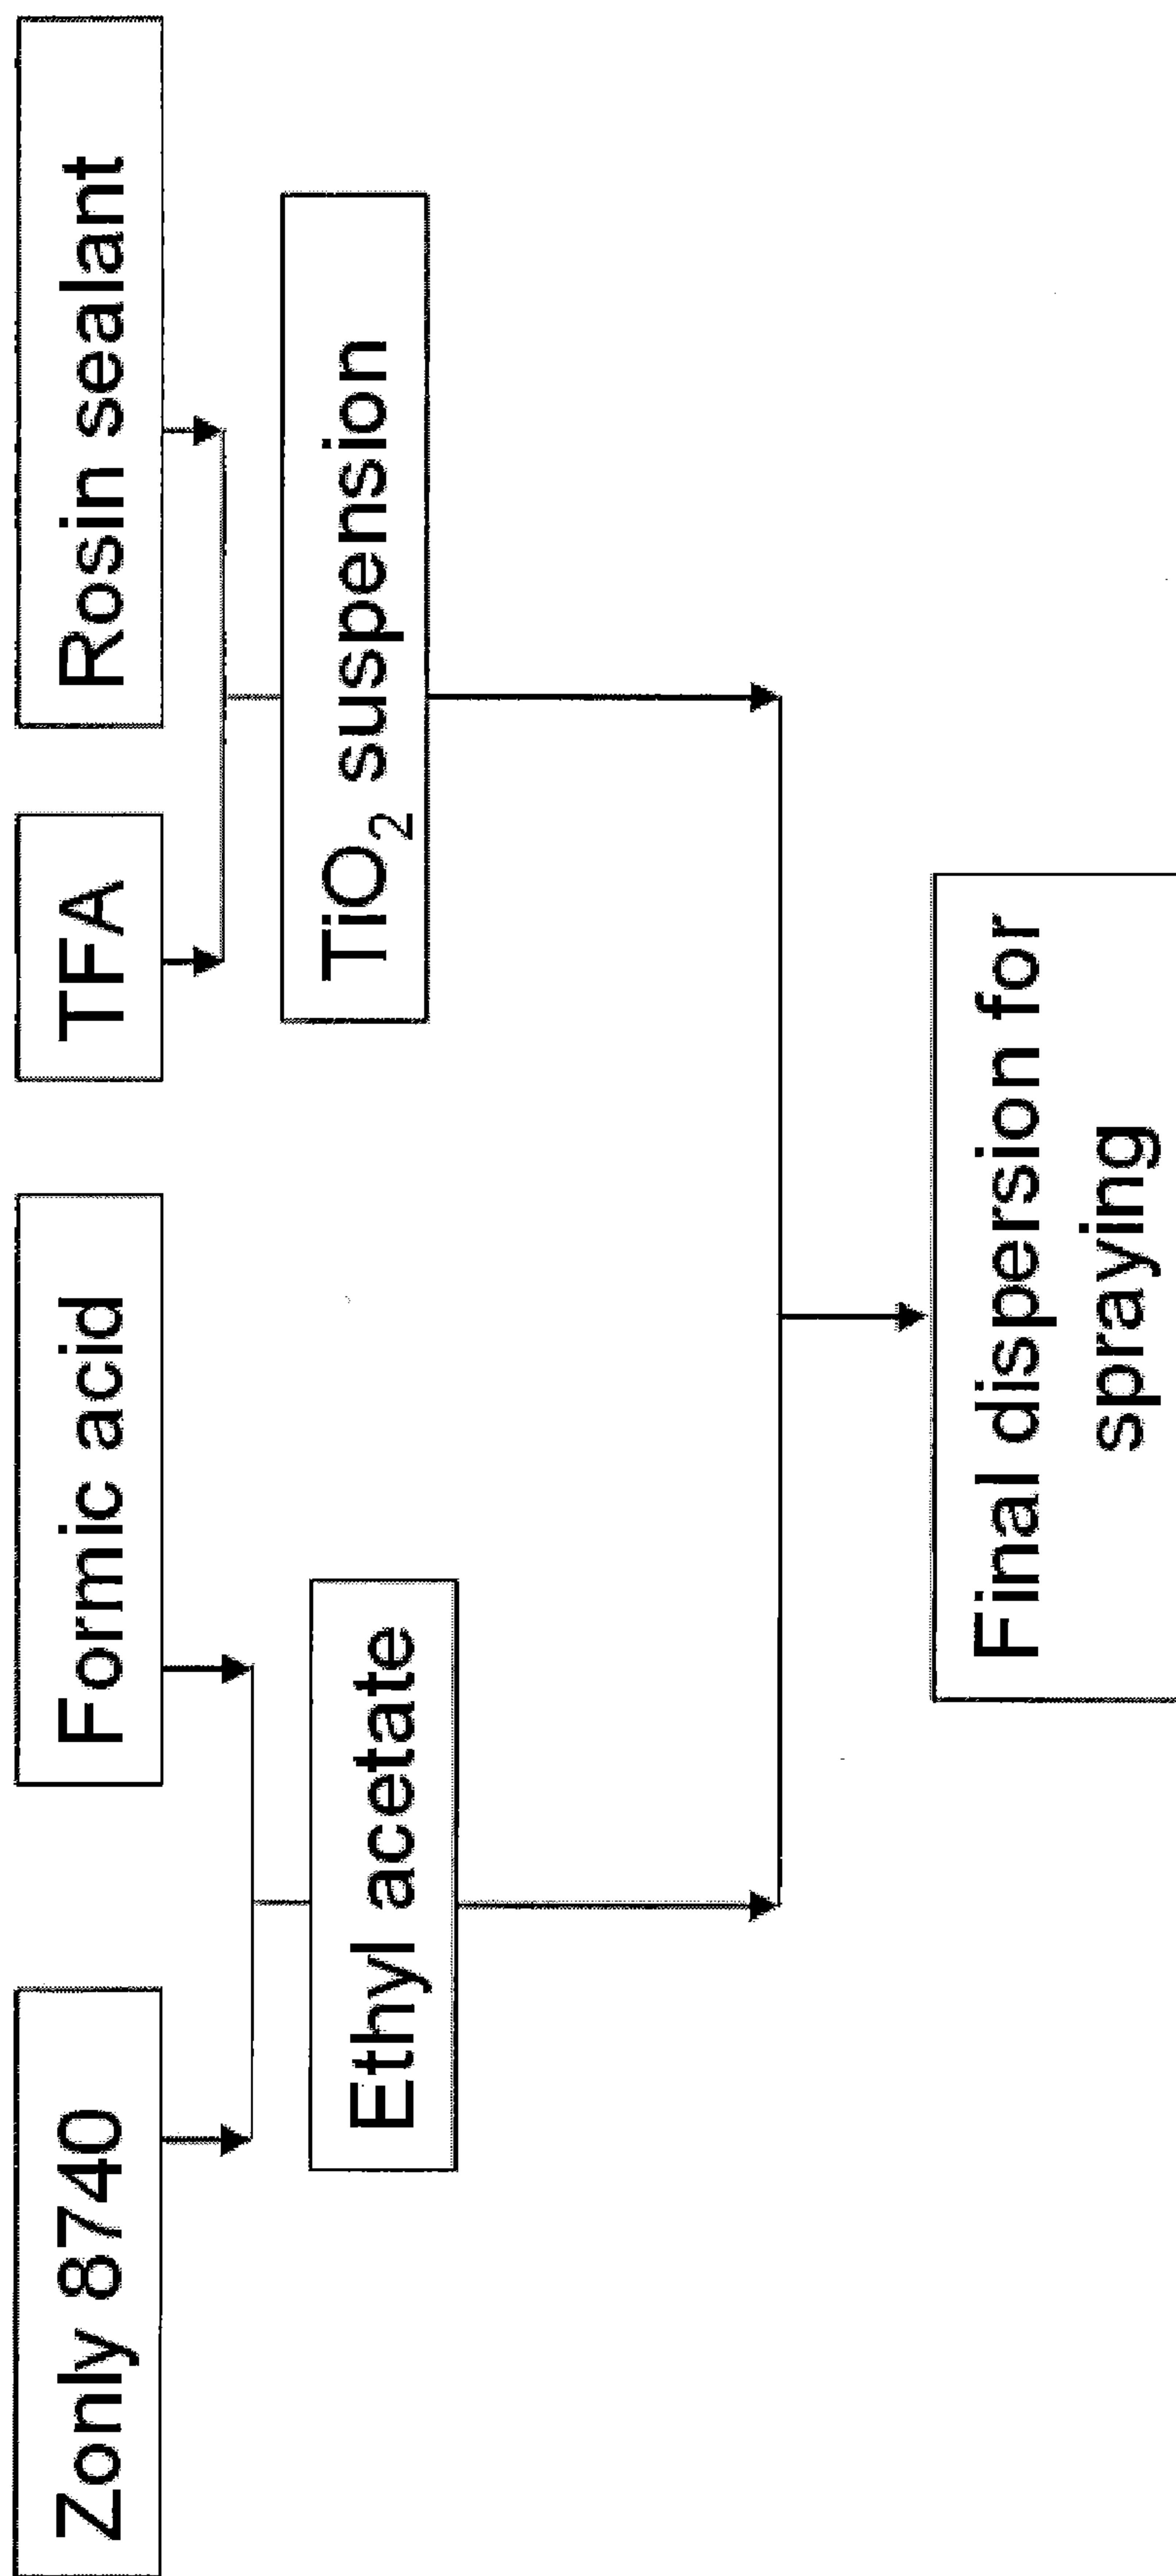 Zonly 8740
Formic acid
TFA
Rosin sealant
Ethyl acetate
TiO₂ suspension
Final dispersion for
spraying